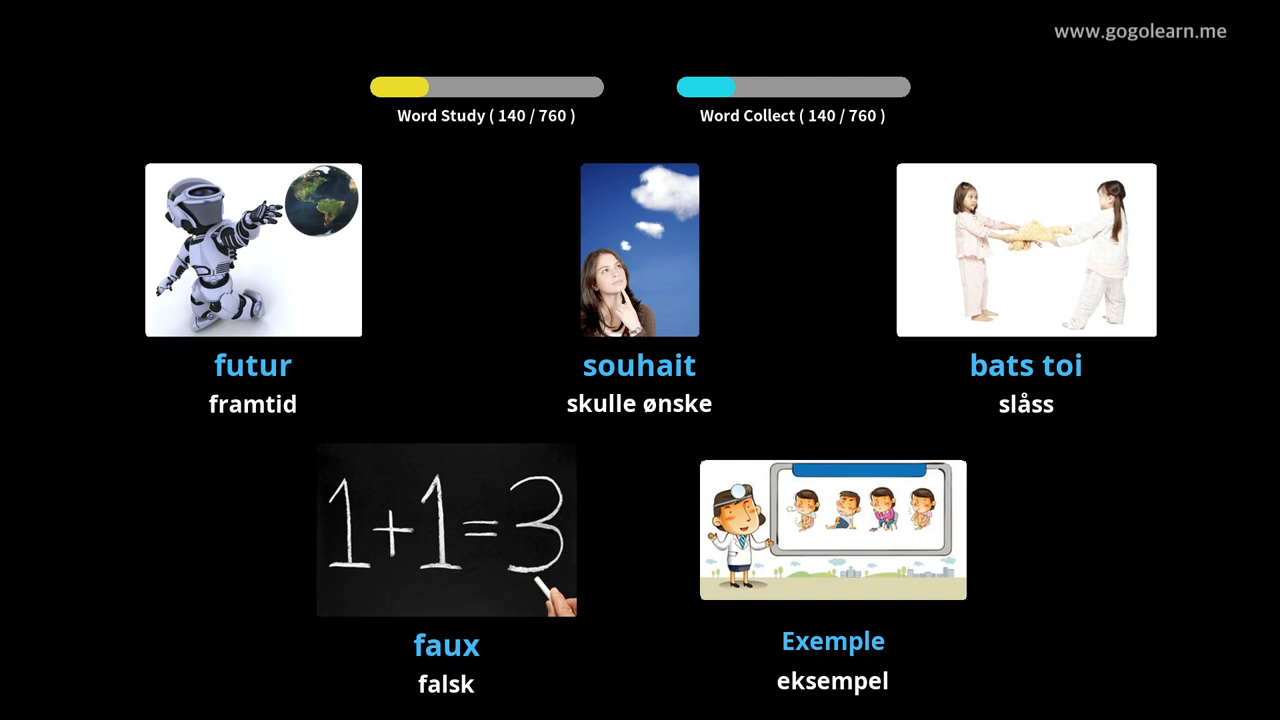 www.gogolearn.me
Word Study ( 140 / 760 )
Word Collect ( 140 / 760 )
futur
framtid
souhait
skulle ønske
bats toi
slåss
1+1=3
faux
falsk
Exemple
eksempel